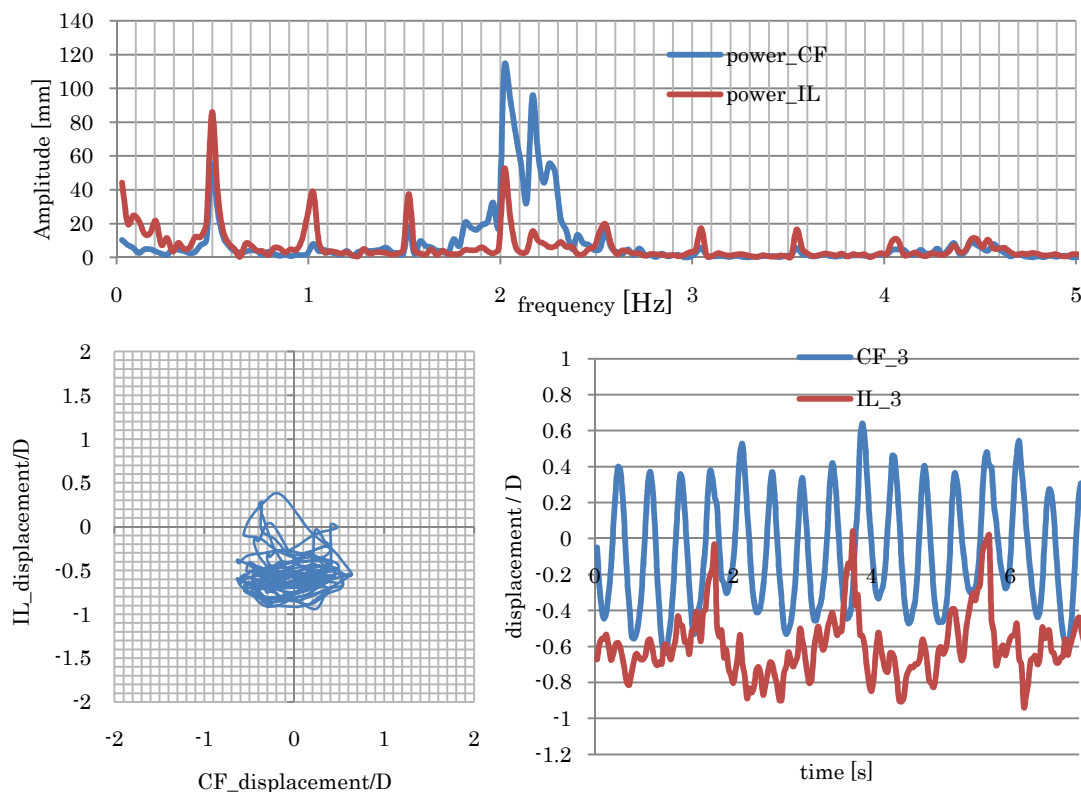 140
120
100
80
60
40
20
0
Amplitude [mm]
power_CF
power_IL
0 1 2 3 4 5
frequency [Hz]
2
1.5
1
0.5
0
-0.5
-1
-1.5
-2
IL_displacement/D
-2 -1 0 1 2
CF_displacement/D
1
0.8
0.6
0.4
0.2
0
-0.2
-0.4
-0.6
-0.8
-1
-1.2
displacement / D
CF_3
IL_3
0 2 4 6
time [s]